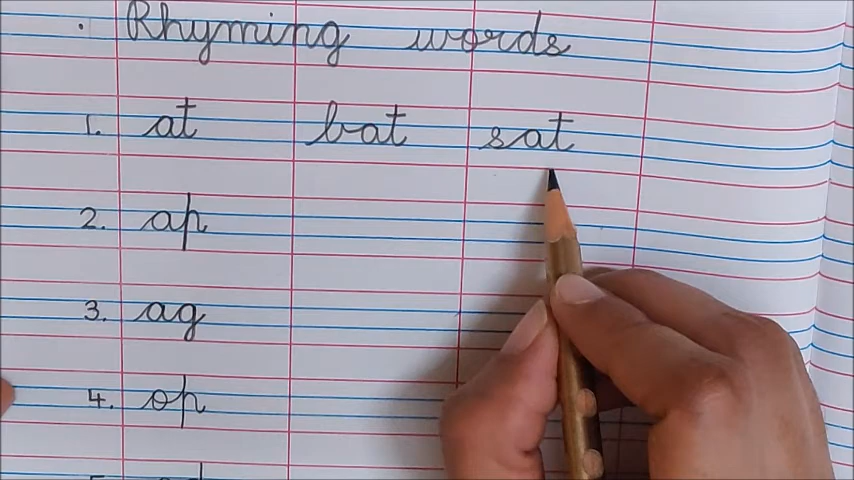 Rhyming words
1. at bat sat
2. ap
3. ag
4. op